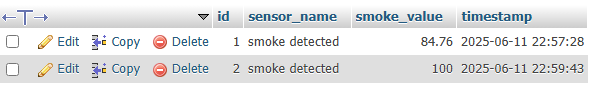 id sensor_name smoke_value timestamp
Edit Copy Delete 1 smoke detected 84.76 2025-06-11 22:57:28
Edit Copy Delete 2 smoke detected 100 2025-06-11 22:59:43